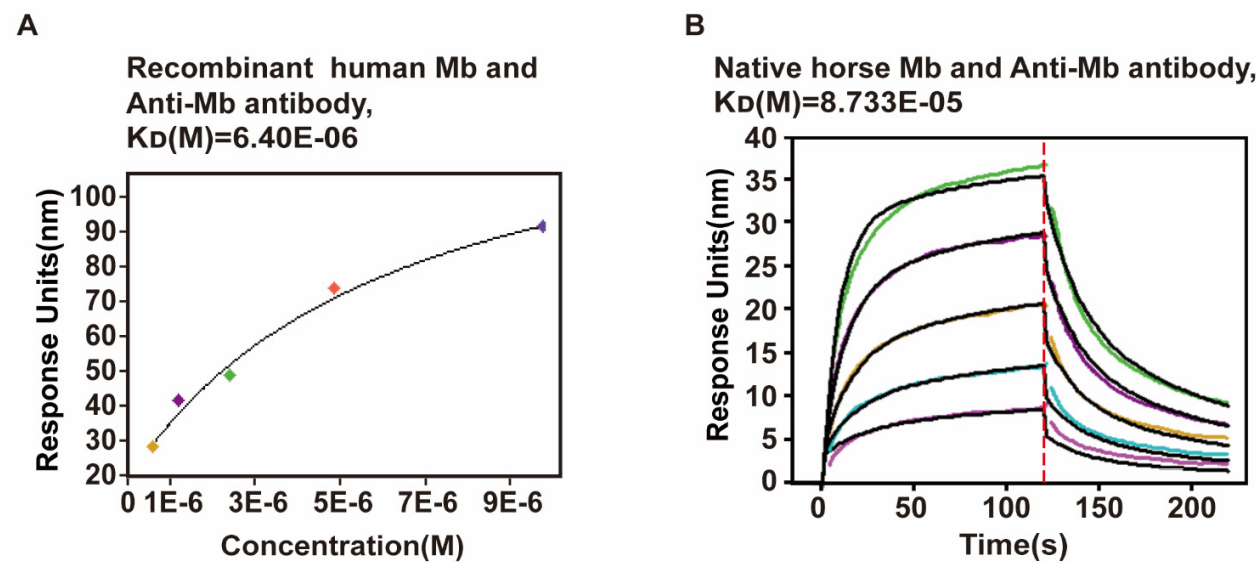 A
Recombinant human Mb and
Anti-Mb antibody,
KD(M)=6.40E-06
Response Units(nm)
100
90
80
70
60
50
40
30
20
0 1E-6 3E-6 5E-6 7E-6 9E-6
Concentration(M)
B
Native horse Mb and Anti-Mb antibody,
KD(M)=8.733E-05
Response Units(nm)
40
35
30
25
20
15
10
5
0
0 50 100 150 200
Time(s)